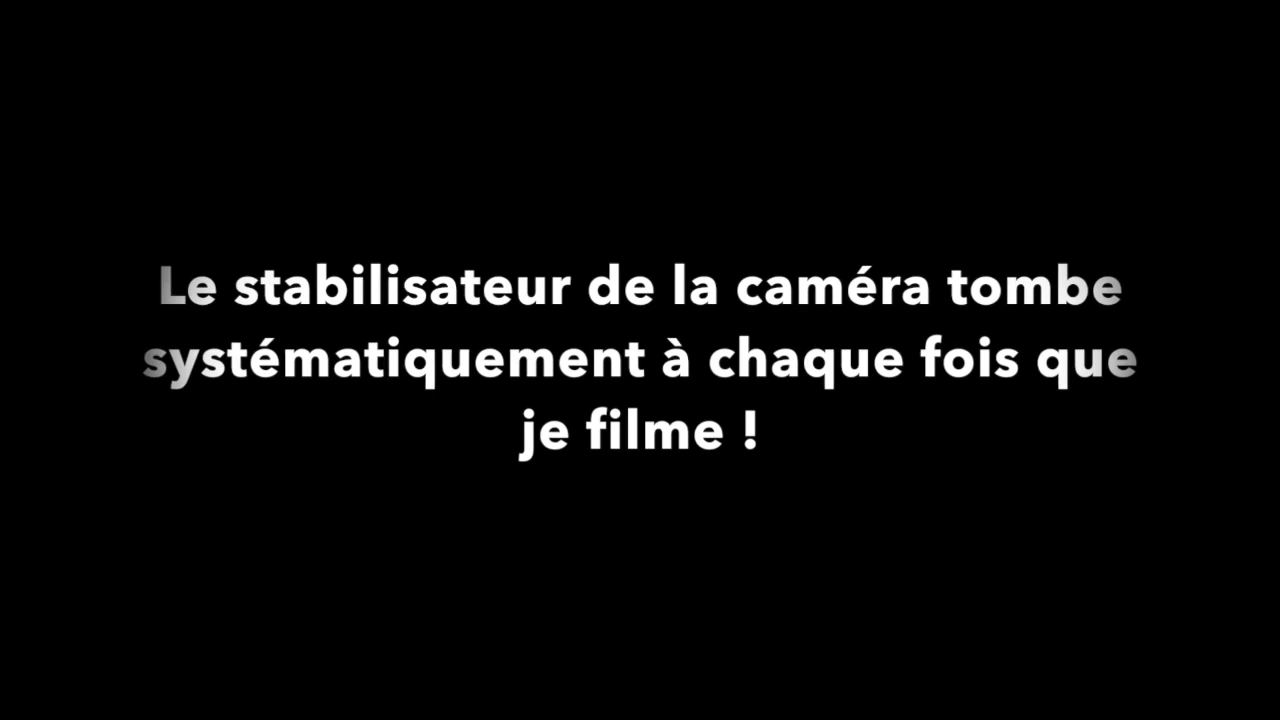 Le stabilisateur de la caméra tombe
systématiquement à chaque fois que
je filme !